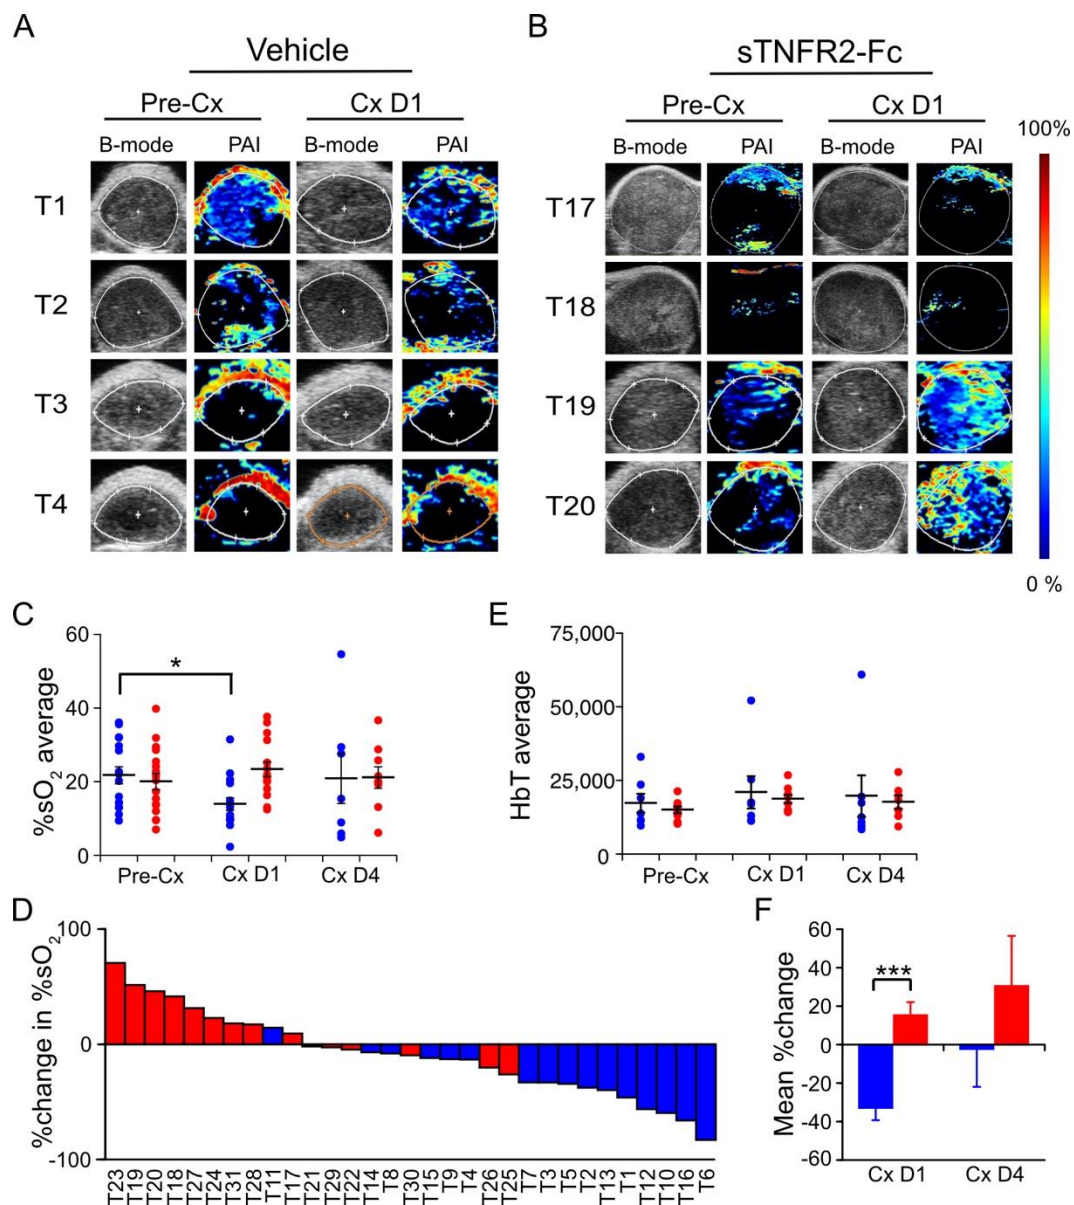 A
Vehicle
Pre-Cx Cx D1
B-mode PAI B-mode PAI
T1
T2
T3
T4
B
sTNFR2-Fc
Pre-Cx Cx D1
B-mode PAI B-mode PAI
T17
T18
T19
T20
100%
0 %
C
%sO₂ average
60
40
20
0
*
Pre-Cx Cx D1 Cx D4
E
HbT average
75,000
50,000
25,000
0
Pre-Cx Cx D1 Cx D4
D
%change in %sO₂
100
0
-100
T23 T19 T20 T18 T27 T24 T31 T28 T11 T17 T21 T29 T22 T14 T8 T30 T15 T9 T4 T26 T25 T7 T3 T5 T2 T13 T1 T12 T10 T16 T6
F
Mean %change
60
40
20
0
-20
-40
-60
***
Cx D1 Cx D4